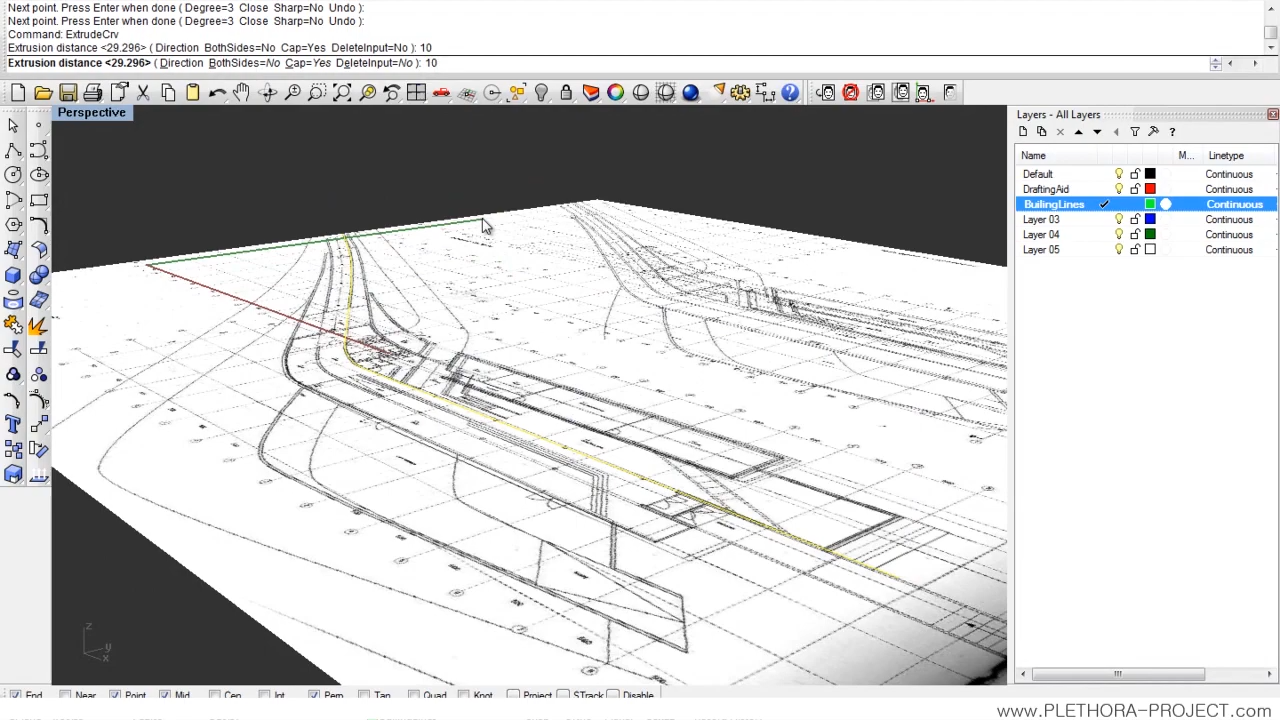 Next point. Press Enter when done ( Degree=3 Close Sharp=No Undo ):
Next point. Press Enter when done ( Degree=3 Close Sharp=No Undo ):
Command: ExtrudeCrv
Extrusion distance <29.296> ( Direction BothSides=No Cap=Yes DeleteInput=No ): 10
Extrusion distance <29.296> ( Direction BothSides=No Cap=Yes DeleteInput=No ): 10
Perspective
Layers - All Layers
Name M... Linetype
Default Continuous
DraftingAid Continuous
BuilingLines Continuous
Layer 03 Continuous
Layer 04 Continuous
Layer 05 Continuous
z
y
x
End Near Point Mid Cen Int Perp Tan Quad Knot Project STrack Disable
www.PLETHORA-PROJECT.com